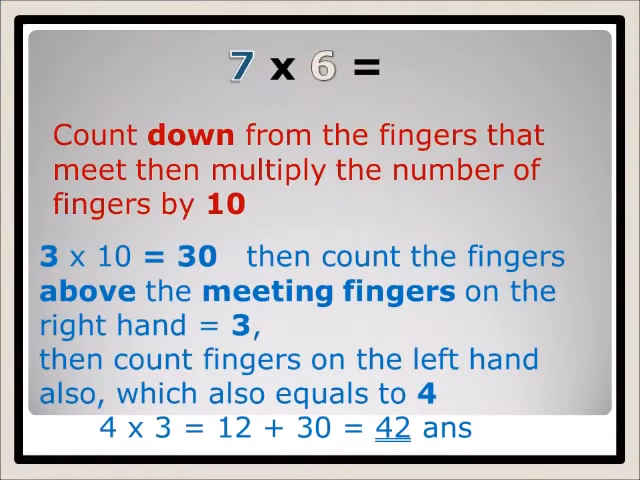 7 x 6 =
Count down from the fingers that
meet then multiply the number of
fingers by 10
3 x 10 = 30 then count the fingers
above the meeting fingers on the
right hand = 3,
then count fingers on the left hand
also, which also equals to 4
4 x 3 = 12 + 30 = 42 ans